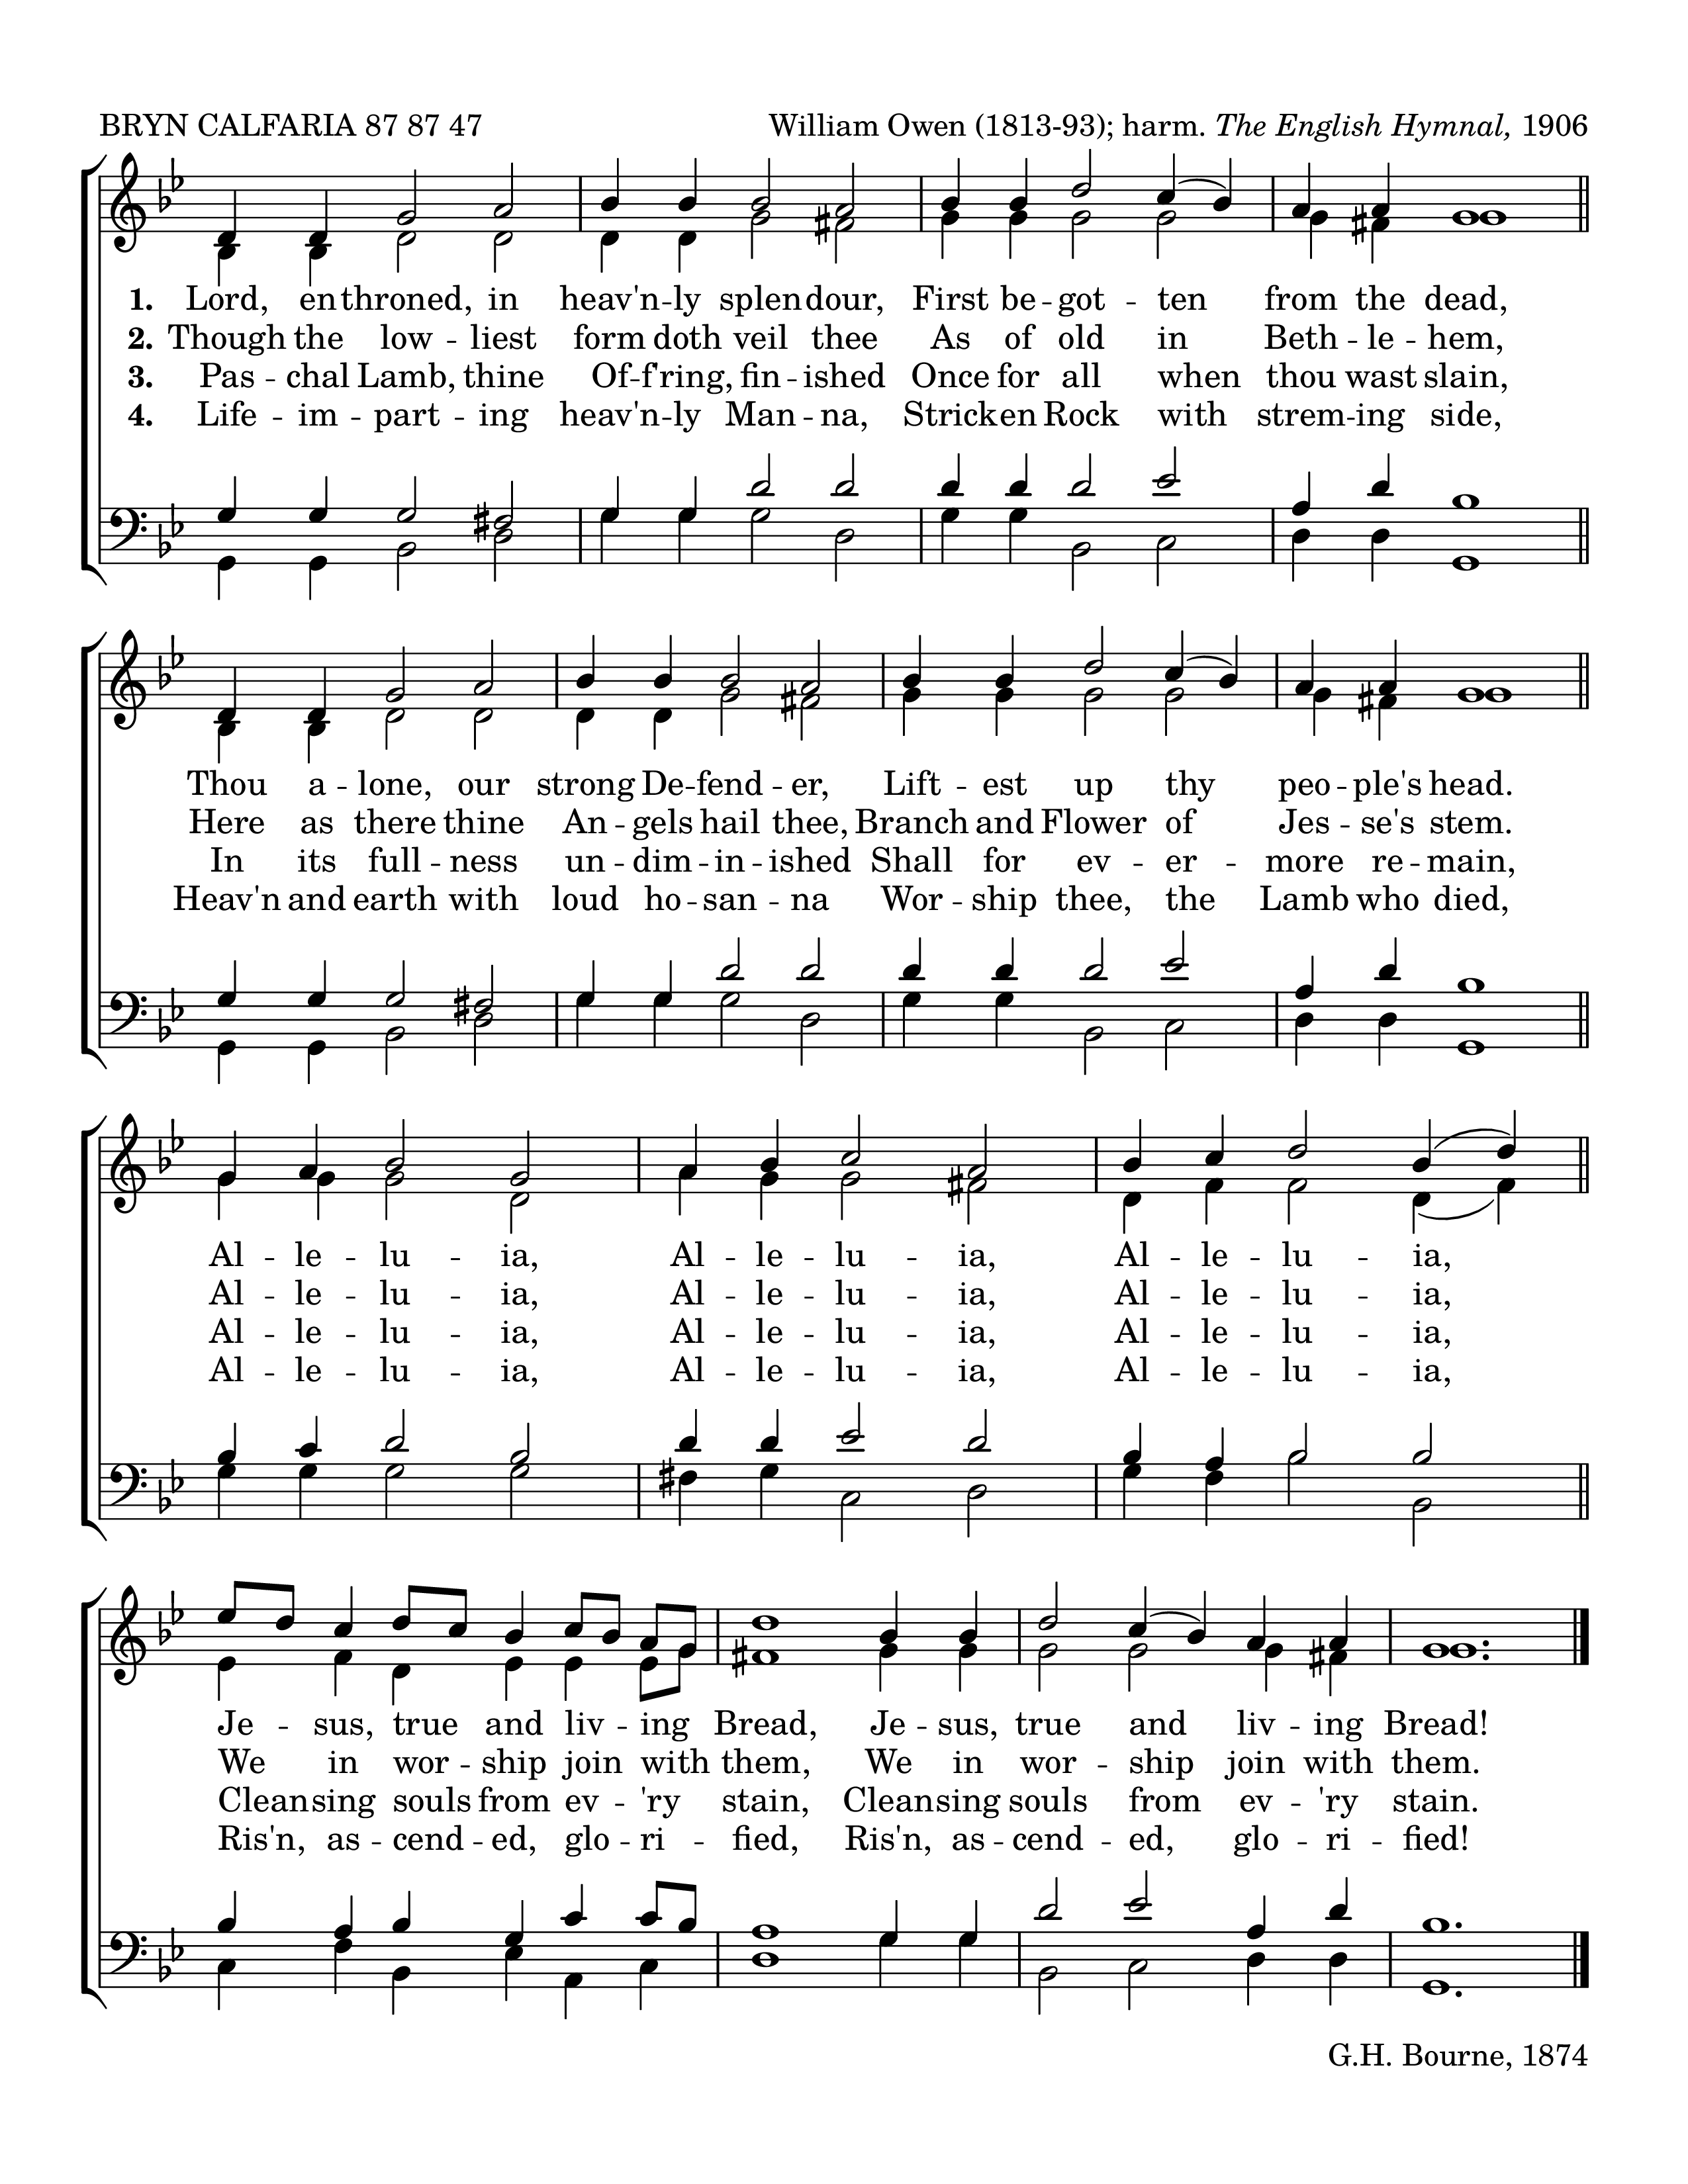 BRYN CALFARIA 87 87 47 William Owen (1813-93); harm. The English Hymnal, 1906
1. Lord, en throned, in heav'n -- ly splen -- dour, First be -- got -- ten from the dead,
2. Though the low -- liest form doth veil thee As of old in Beth -- le -- hem,
3. Pas -- chal Lamb, thine Of -- f'ring, fin -- ished Once for all when thou wast slain,
4. Life -- im -- part -- ing heav'n -- ly Man -- na, Strick -- en Rock with strem -- ing side,
Thou a -- lone, our strong De -- fend -- er, Lift -- est up thy peo -- ple's head.
Here as there thine An -- gels hail thee, Branch and Flower of Jes -- se's stem.
In its full -- ness un -- dim -- in -- ished Shall for ev -- er -- more re -- main,
Heav'n and earth with loud ho -- san -- na Wor -- ship thee, the Lamb who died,
Al -- le -- lu -- ia, Al -- le -- lu -- ia, Al -- le -- lu -- ia,
Al -- le -- lu -- ia, Al -- le -- lu -- ia, Al -- le -- lu -- ia,
Al -- le -- lu -- ia, Al -- le -- lu -- ia, Al -- le -- lu -- ia,
Al -- le -- lu -- ia, Al -- le -- lu -- ia, Al -- le -- lu -- ia,
Je -- sus, true and liv -- ing Bread, Je -- sus, true and liv -- ing Bread!
We in wor -- ship join with them, We in wor -- ship join with them.
Clean -- sing souls from ev -- 'ry stain, Clean -- sing souls from ev -- 'ry stain.
Ris'n, as -- cend -- ed, glo -- ri -- fied, Ris'n, as -- cend -- ed, glo -- ri -- fied!
G.H. Bourne, 1874